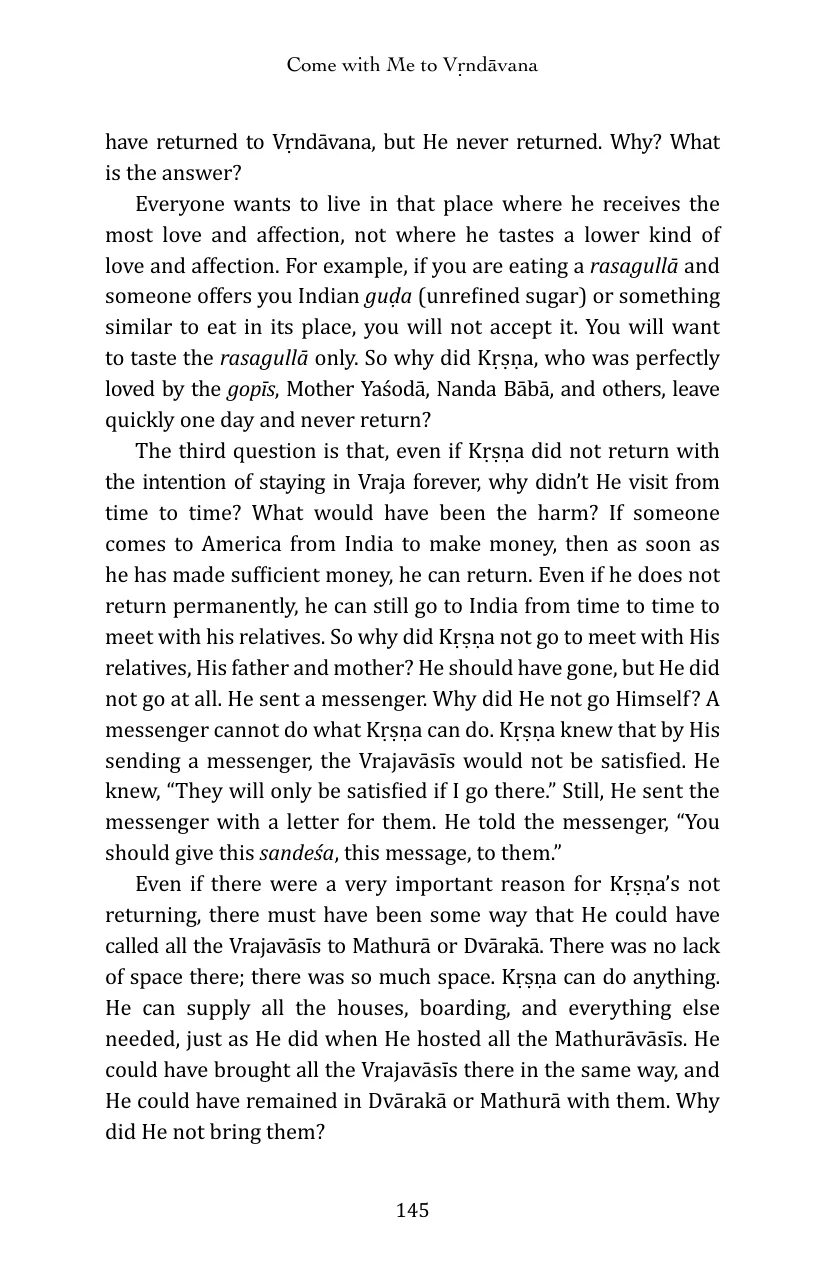 Come with Me to Vṛndāvana
have returned to Vṛndāvana, but He never returned. Why? What
is the answer?
Everyone wants to live in that place where he receives the
most love and affection, not where he tastes a lower kind of
love and affection. For example, if you are eating a rasagullā and
someone offers you Indian guḍa (unrefined sugar) or something
similar to eat in its place, you will not accept it. You will want
to taste the rasagullā only. So why did Kṛṣṇa, who was perfectly
loved by the gopīs, Mother Yaśodā, Nanda Bābā, and others, leave
quickly one day and never return?
The third question is that, even if Kṛṣṇa did not return with
the intention of staying in Vraja forever, why didn’t He visit from
time to time? What would have been the harm? If someone
comes to America from India to make money, then as soon as
he has made sufficient money, he can return. Even if he does not
return permanently, he can still go to India from time to time to
meet with his relatives. So why did Kṛṣṇa not go to meet with His
relatives, His father and mother? He should have gone, but He did
not go at all. He sent a messenger. Why did He not go Himself? A
messenger cannot do what Kṛṣṇa can do. Kṛṣṇa knew that by His
sending a messenger, the Vrajavāsīs would not be satisfied. He
knew, “They will only be satisfied if I go there.” Still, He sent the
messenger with a letter for them. He told the messenger, “You
should give this sandeśa, this message, to them.”
Even if there were a very important reason for Kṛṣṇa’s not
returning, there must have been some way that He could have
called all the Vrajavāsīs to Mathurā or Dvārakā. There was no lack
of space there; there was so much space. Kṛṣṇa can do anything.
He can supply all the houses, boarding, and everything else
needed, just as He did when He hosted all the Mathurāvāsīs. He
could have brought all the Vrajavāsīs there in the same way, and
He could have remained in Dvārakā or Mathurā with them. Why
did He not bring them?
145